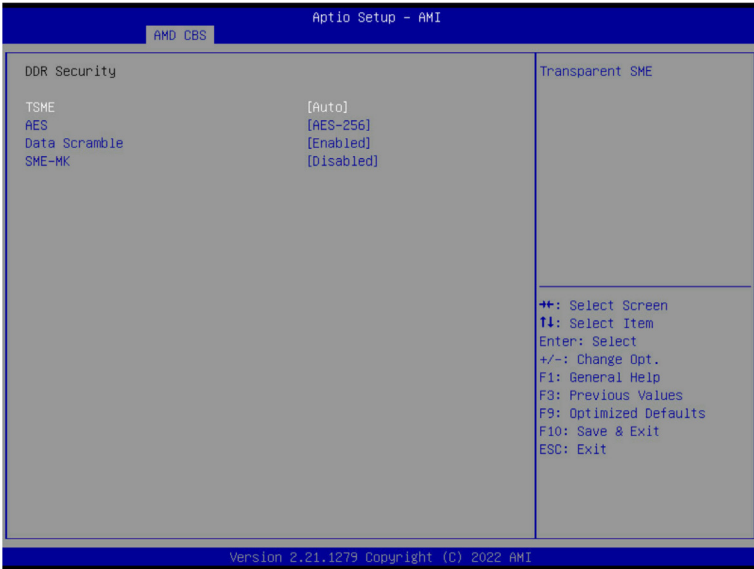 Aptio Setup – AMI
AMD CBS
DDR Security
TSME [Auto]
AES [AES-256]
Data Scramble [Enabled]
SME-MK [Disabled]
Transparent SME
→←: Select Screen
↑↓: Select Item
Enter: Select
+/-: Change Opt.
F1: General Help
F3: Previous Values
F9: Optimized Defaults
F10: Save & Exit
ESC: Exit
Version 2.21.1279 Copyright (C) 2022 AMI